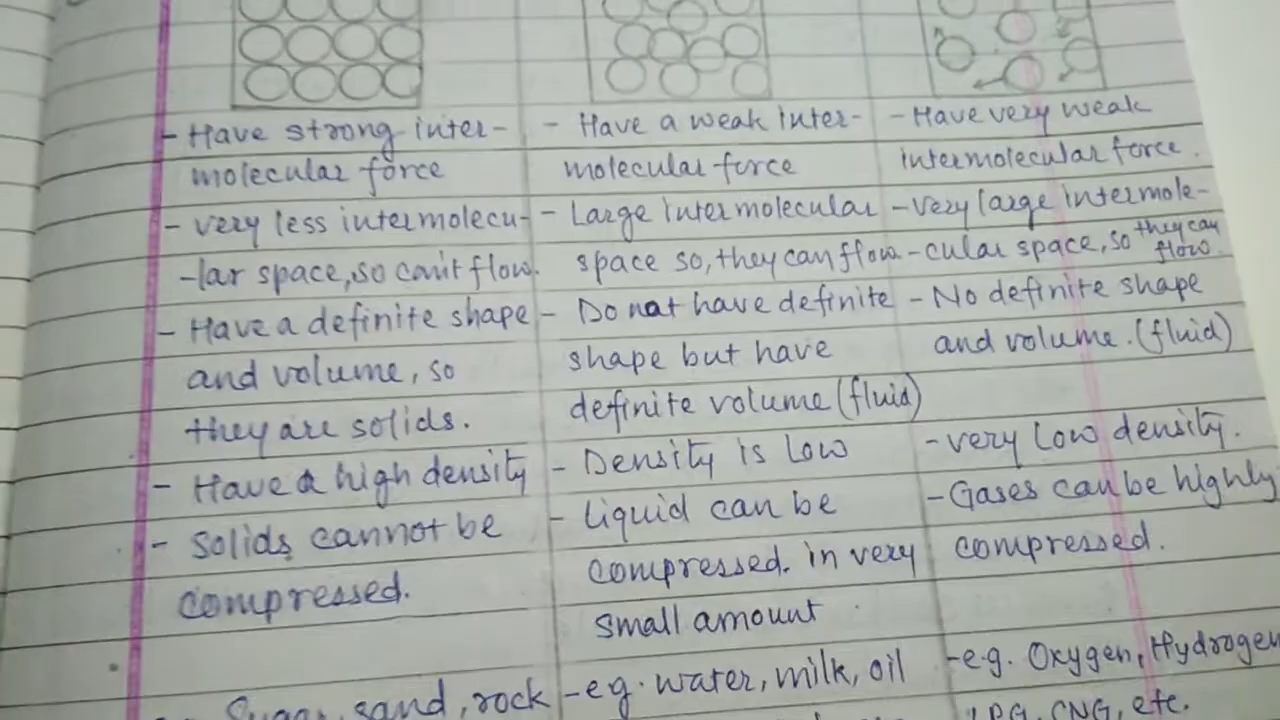 - Have strong inter-
molecular force
- very less intermolecu-
-lar space, so can't flow.
- Have a definite shape
and volume, so
they are solids.
- Have a high density
- Solids cannot be
compressed.
sand, rock
- Have a weak inter-
molecular force
- Large intermolecular
space so, they can flow
- Do not have definite
shape but have
definite volume (fluid)
- Density is low
- liquid can be
compressed. in very
small amount
- eg. water, milk, oil
- Have very weak
intermolecular force.
- very large intermole-
- cular space, so they can
flow.
- No definite shape
and volume. (fluid)
- very low density.
- Gases can be highly
compressed.
- e.g. Oxygen, Hydrogen
LPG, CNG, etc.